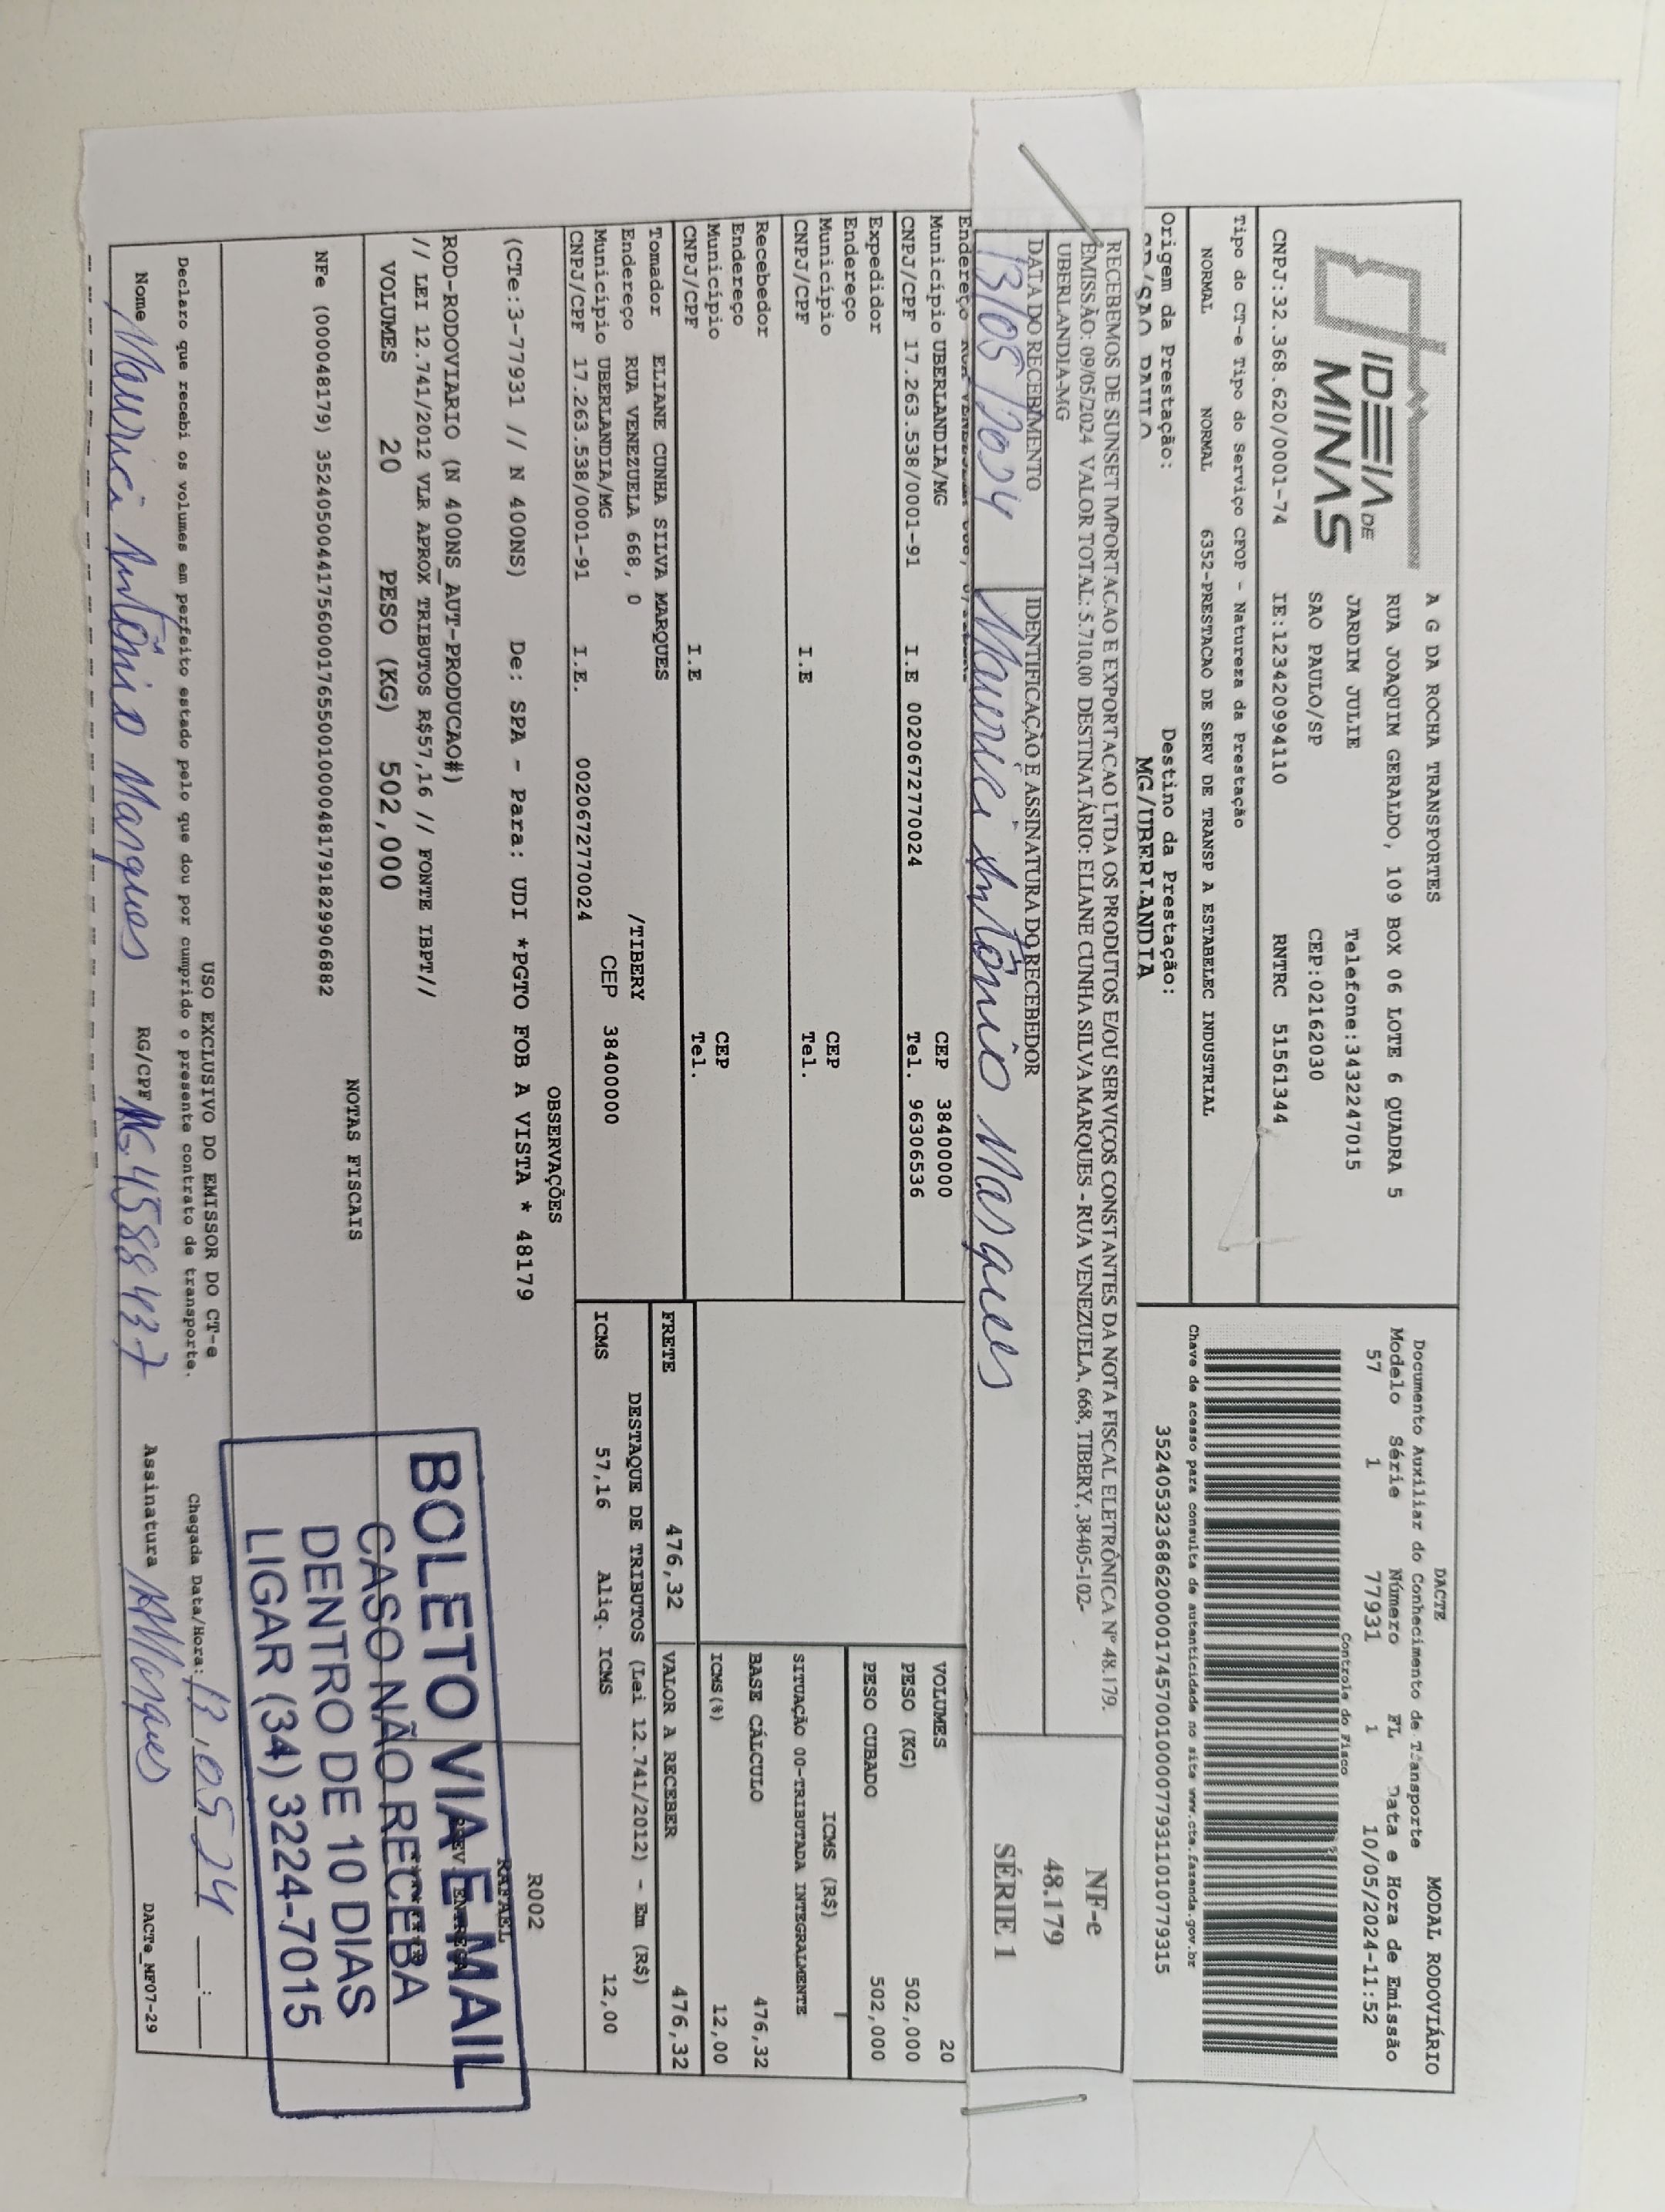 IDEIA DE MINAS
A G DA ROCHA TRANSPORTES
RUA JOAQUIM GERALDO, 109 BOX 06 LOTE 6 QUADRA 5
JARDIM JULIE Telefone:3432247015
SAO PAULO/SP CEP:02162030
CNPJ:32.368.620/0001-74 IE:123420994110 RNTRC 51561344
DACTE
Documento Auxiliar do Conhecimento de Transporte
MODAL RODOVIÁRIO
Modelo Série Número FL Data e Hora de Emissão
57 1 77931 1 10/05/2024-11:52
Controle do Fisco
Tipo do CT-e Tipo do Serviço CFOP - Natureza da Prestação
NORMAL NORMAL 6352-PRESTACAO DE SERV DE TRANSP A ESTABELEC INDUSTRIAL
Chave de acesso para consulta de autenticidade no site www.cte.fazenda.gov.br
35240532368620000174570010000779311010779315
Origem da Prestação: Destino da Prestação:
SP/SAO PAULO MG/UBERLANDIA
RECEBEMOS DE SUNSET IMPORTACAO E EXPORTACAO LTDA OS PRODUTOS E/OU SERVIÇOS CONSTANTES DA NOTA FISCAL ELETRÔNICA Nº 48.179.
EMISSÃO: 09/05/2024 VALOR TOTAL: 5.710,00 DESTINATÁRIO: ELIANE CUNHA SILVA MARQUES - RUA VENEZUELA, 668, TIBERY, 38405-102-
UBERLANDIA-MG
DATA DO RECEBIMENTO IDENTIFICAÇÃO E ASSINATURA DO RECEBEDOR
13/05/2024 Maurici Antônio Marques
NF-e
48.179
SÉRIE 1
Endereço
Município UBERLANDIA/MG CEP 38400000
CNPJ/CPF 17.263.538/0001-91 I.E 0020672770024 Tel. 96306536
Expedidor
Endereço
Município CEP
CNPJ/CPF I.E Tel.
Recebedor
Endereço
Município CEP
CNPJ/CPF I.E Tel.
Tomador ELIANE CUNHA SILVA MARQUES
Endereço RUA VENEZUELA 668, 0 /TIBERY
Município UBERLANDIA/MG CEP 38400000
CNPJ/CPF 17.263.538/0001-91 I.E. 0020672770024
VOLUMES 20
PESO (KG) 502,000
PESO CUBADO 502,000
ICMS (R$)
SITUAÇÃO 00-TRIBUTADA INTEGRALMENTE
BASE CÁLCULO 476,32
ICMS(%) 12,00
FRETE 476,32 VALOR A RECEBER 476,32
DESTAQUE DE TRIBUTOS (Lei 12.741/2012) - Em (R$)
ICMS 57,16 Aliq. ICMS 12,00
OBSERVAÇÕES
(CTe:3-77931 // N 400NS) De: SPA - Para: UDI *PGTO FOB A VISTA * 48179
R002
RAFAEL
ROD-RODOVIARIO (N 400NS_AUT-PRODUCAO#)
// LEI 12.741/2012 VLR APROX TRIBUTOS R$57,16 // FONTE IBPT//
PREV. ENTREGA
VOLUMES 20 PESO (KG) 502,000
NOTAS FISCAIS
NFe (000048179) 35240500441756000176550010000481791829906882
BOLETO VIA E MAIL
CASO NÃO RECEBA
DENTRO DE 10 DIAS
LIGAR (34) 3224-7015
USO EXCLUSIVO DO EMISSOR DO CT-e
Declaro que recebi os volumes em perfeito estado pelo que dou por cumprido o presente contrato de transporte.
Chegada Data/Hora: 13,05,24 __:__
Nome Maurici Antônio Marques RG/CPF MG.4588437 Assinatura MAMarques
DACTe_MF07-29